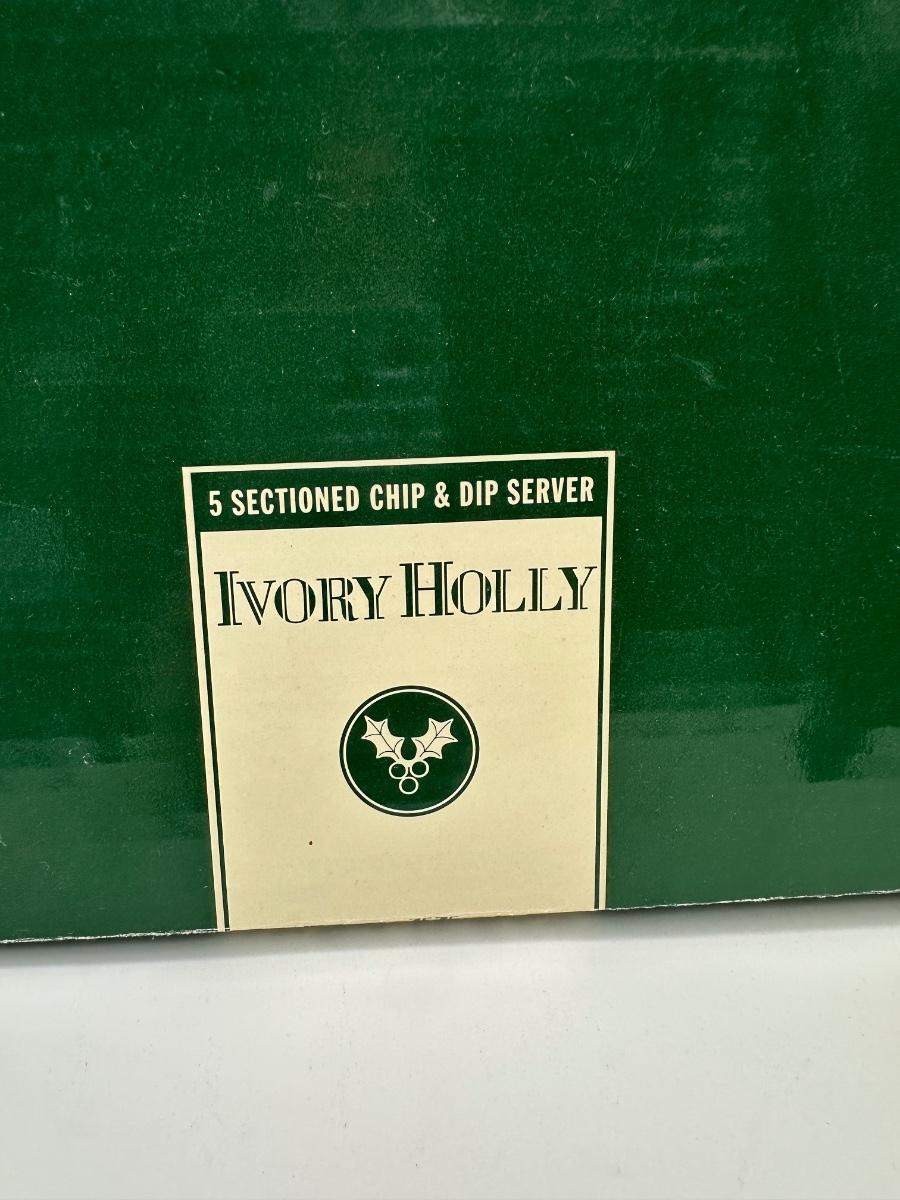 5 SECTIONED CHIP & DIP SERVER
IVORY HOLLY